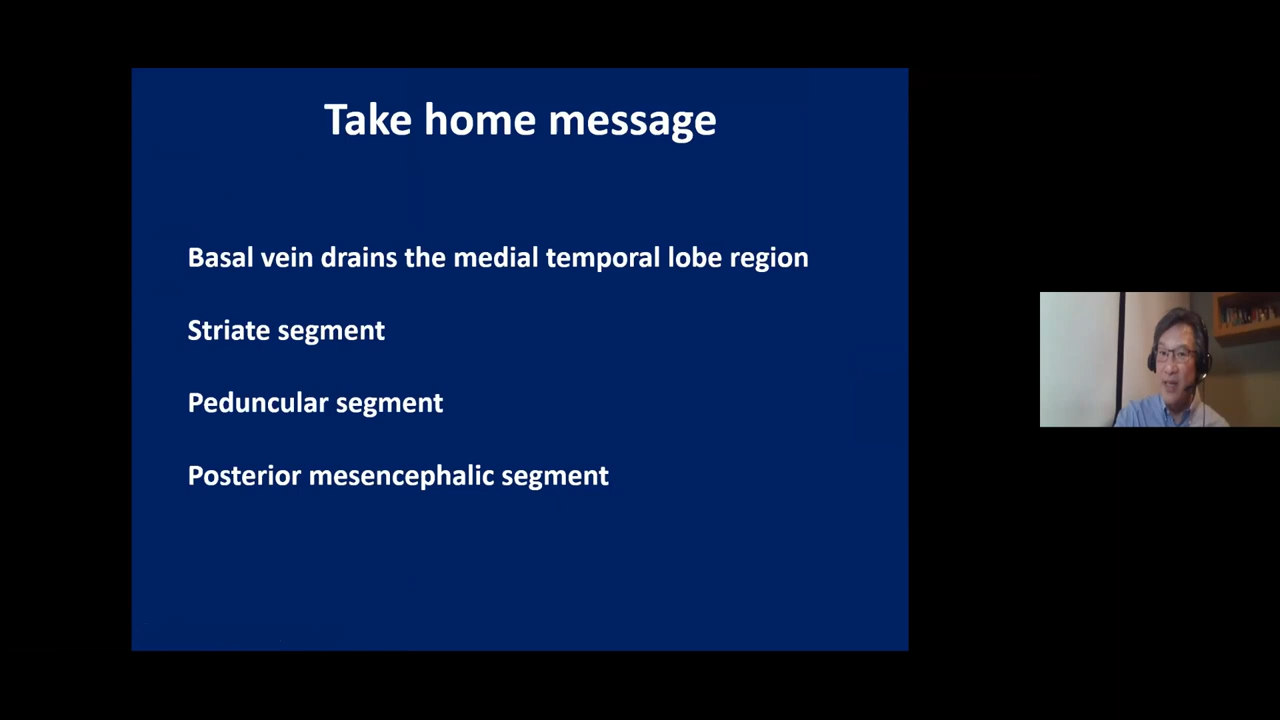 Take home message
Basal vein drains the medial temporal lobe region
Striate segment
Peduncular segment
Posterior mesencephalic segment